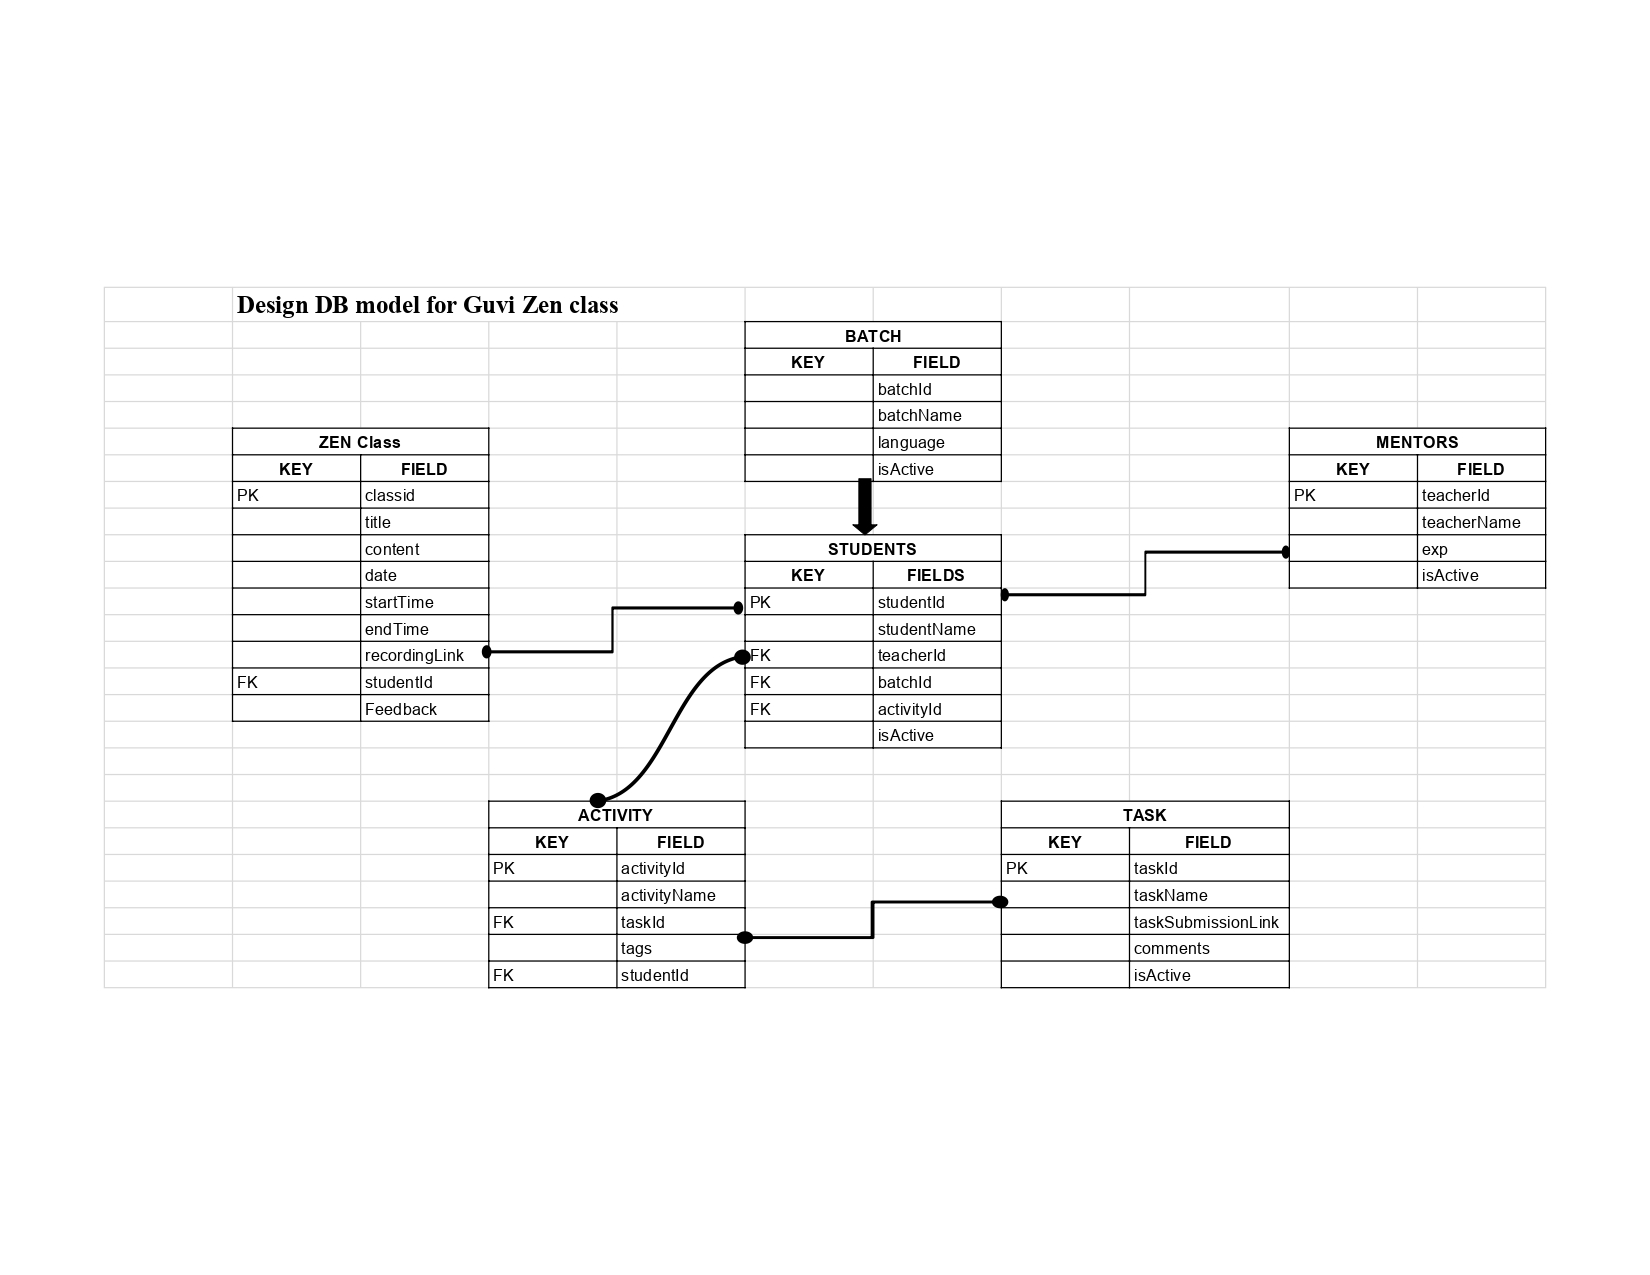 Design DB model for Guvi Zen class
BATCH
KEY FIELD
batchId
batchName
language
isActive
ZEN Class
KEY FIELD
PK classid
title
content
date
startTime
endTime
recordingLink
FK studentId
Feedback
STUDENTS
KEY FIELDS
PK studentId
studentName
FK teacherId
FK batchId
FK activityId
isActive
MENTORS
KEY FIELD
PK teacherId
teacherName
exp
isActive
ACTIVITY
KEY FIELD
PK activityId
activityName
FK taskId
tags
FK studentId
TASK
KEY FIELD
PK taskId
taskName
taskSubmissionLink
comments
isActive